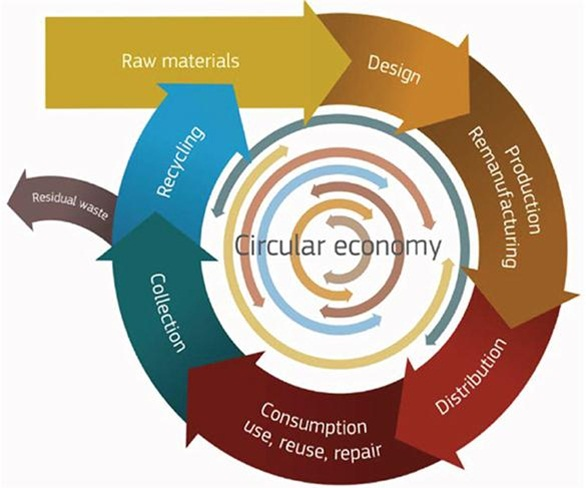 Raw materials
Design
Production
Remanufacturing
Distribution
Consumption
use, reuse, repair
Collection
Recycling
Residual waste
Circular economy